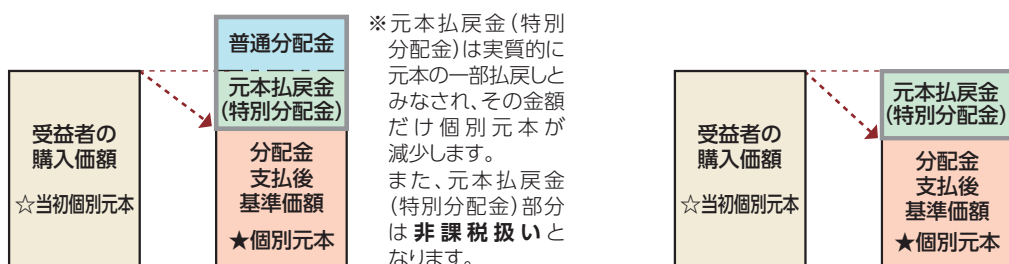 普通分配金
元本払戻金
(特別分配金)
受益者の
購入価額
☆当初個別元本
分配金
支払後
基準価額
★個別元本
※元本払戻金(特別
分配金)は実質的に
元本の一部払戻しと
みなされ、その金額
だけ個別元本が
減少します。
また、元本払戻金
(特別分配金)部分
は非課税扱いと
なります。
元本払戻金
(特別分配金)
受益者の
購入価額
☆当初個別元本
分配金
支払後
基準価額
★個別元本